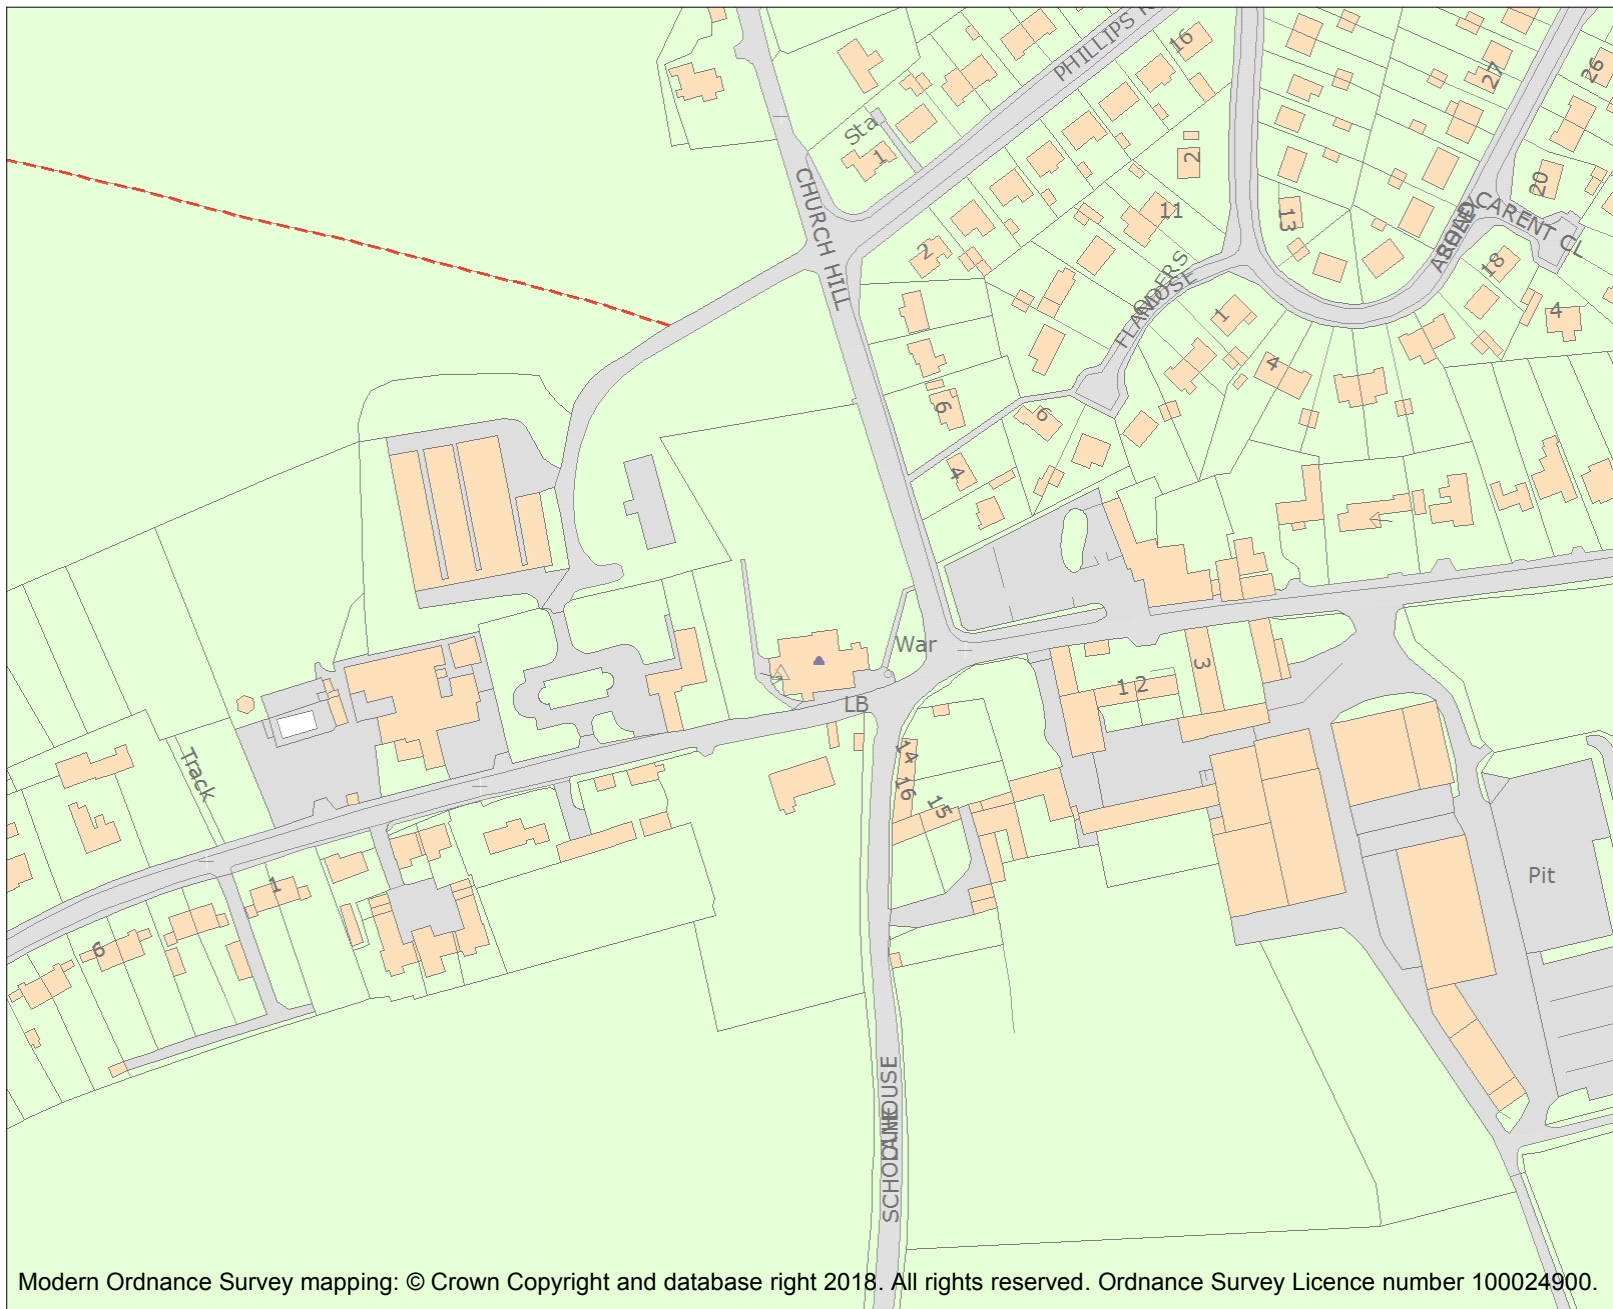 PHILLIPS R
16
27
26
Sta
1
2
20
CHURCH HILL
11
13
CARENT CL
2
18
4
1
4
6
6
4
War
3
1 2
LB
14
16
15
Track
Pit
1
6
SCHOOLHOUSE
LANE
Modern Ordnance Survey mapping: © Crown Copyright and database right 2018. All rights reserved. Ordnance Survey Licence number 100024900.